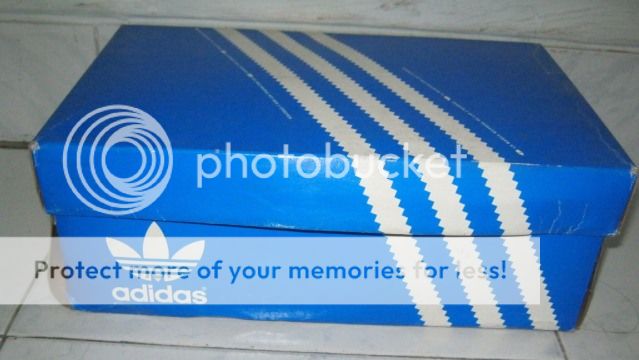 photobucket
Protect more of your memories for less!
adidas